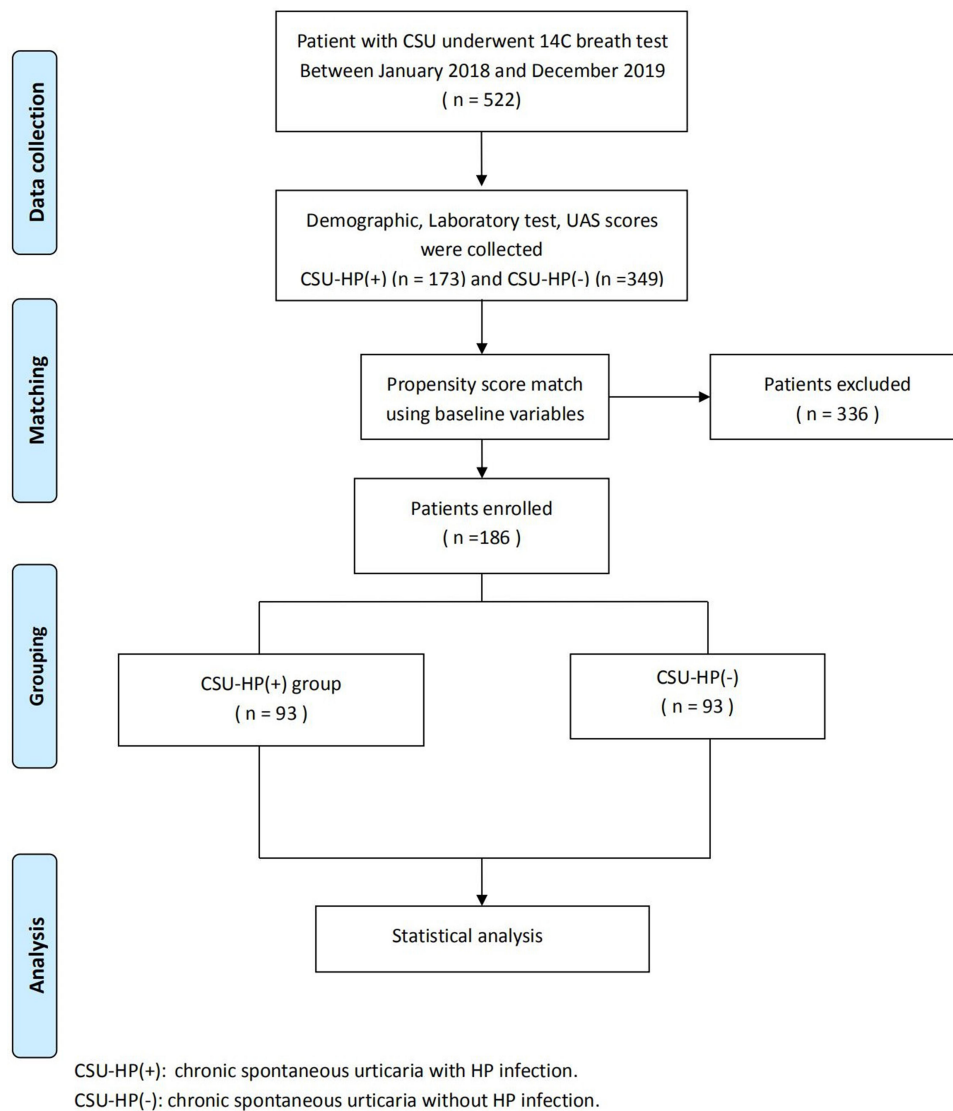 Patient with CSU underwent 14C breath test
Between January 2018 and December 2019
( n = 522)
Data collection
Demographic, Laboratory test, UAS scores
were collected
CSU-HP(+) (n = 173) and CSU-HP(-) (n =349)
Matching
Propensity score match
using baseline variables
Patients excluded
( n = 336 )
Patients enrolled
( n =186 )
Grouping
CSU-HP(+) group
( n = 93 )
CSU-HP(-)
( n = 93 )
Analysis
Statistical analysis
CSU-HP(+): chronic spontaneous urticaria with HP infection.
CSU-HP(-): chronic spontaneous urticaria without HP infection.